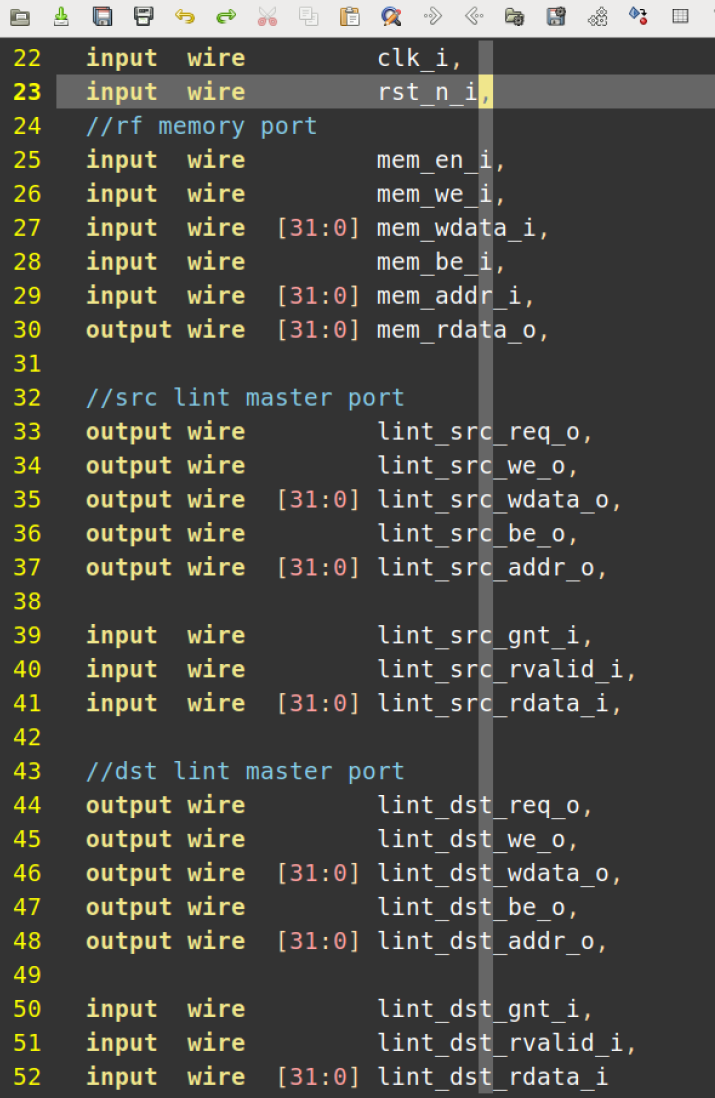 22 input wire clk_i,
23 input wire rst_n_i,
24 //rf memory port
25 input wire mem_en_i,
26 input wire mem_we_i,
27 input wire [31:0] mem_wdata_i,
28 input wire mem_be_i,
29 input wire [31:0] mem_addr_i,
30 output wire [31:0] mem_rdata_o,
31
32 //src lint master port
33 output wire lint_src_req_o,
34 output wire lint_src_we_o,
35 output wire [31:0] lint_src_wdata_o,
36 output wire lint_src_be_o,
37 output wire [31:0] lint_src_addr_o,
38
39 input wire lint_src_gnt_i,
40 input wire lint_src_rvalid_i,
41 input wire [31:0] lint_src_rdata_i,
42
43 //dst lint master port
44 output wire lint_dst_req_o,
45 output wire lint_dst_we_o,
46 output wire [31:0] lint_dst_wdata_o,
47 output wire lint_dst_be_o,
48 output wire [31:0] lint_dst_addr_o,
49
50 input wire lint_dst_gnt_i,
51 input wire lint_dst_rvalid_i,
52 input wire [31:0] lint_dst_rdata_i